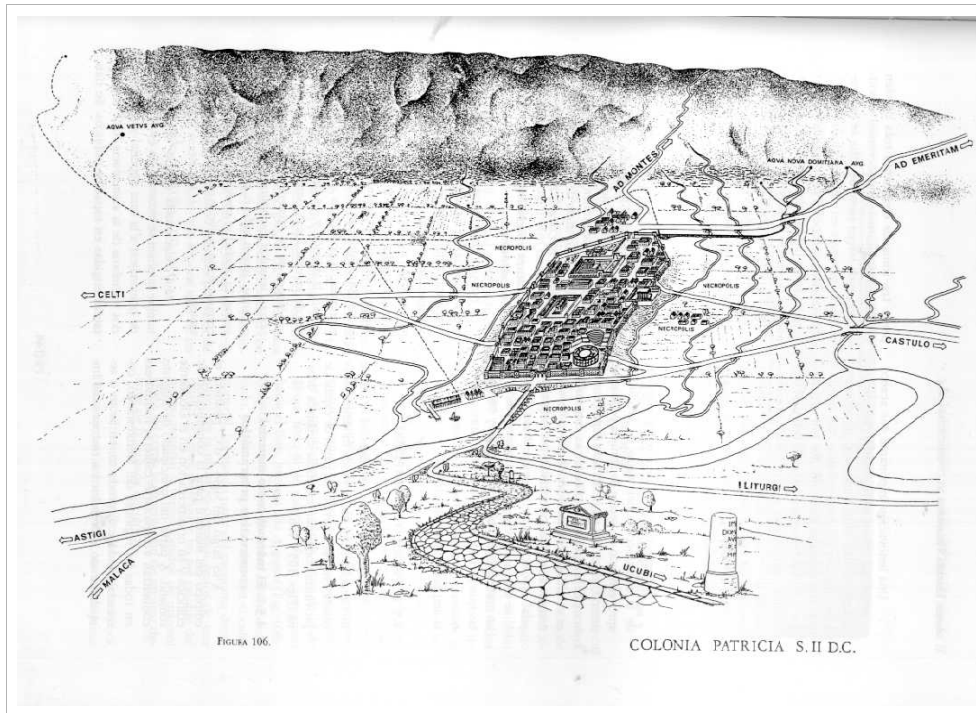 AQVA VETVS AVG.
AD MONTES
AQVA NOVA DOMITIANA AVG
AD EMERITAM
NECROPOLIS
CELTI
NECROPOLIS
NECROPOLIS
NECROPOLIS
CASTULO
NECROPOLIS
ILITURGI
ASTIGI
MALACA
UCUBI
DOM
FIGURA 106.
COLONIA PATRICIA S. II D.C.